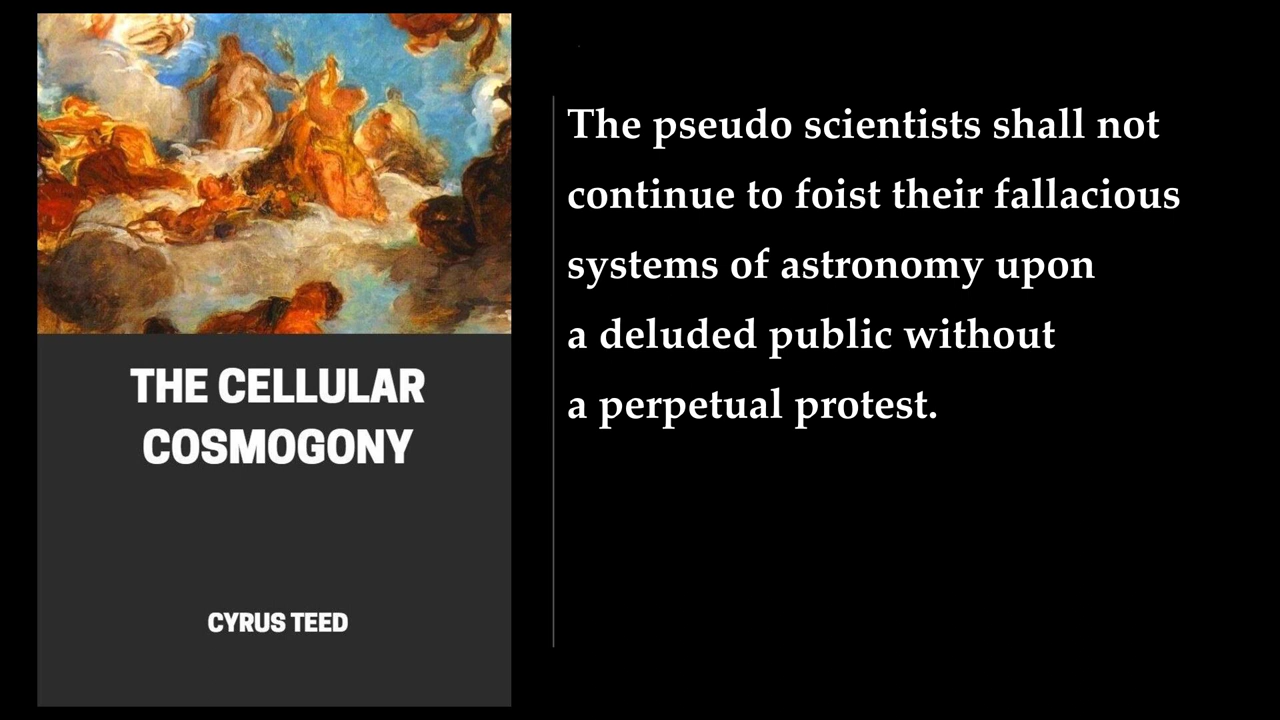 THE CELLULAR
COSMOGONY
CYRUS TEED
The pseudo scientists shall not
continue to foist their fallacious
systems of astronomy upon
a deluded public without
a perpetual protest.